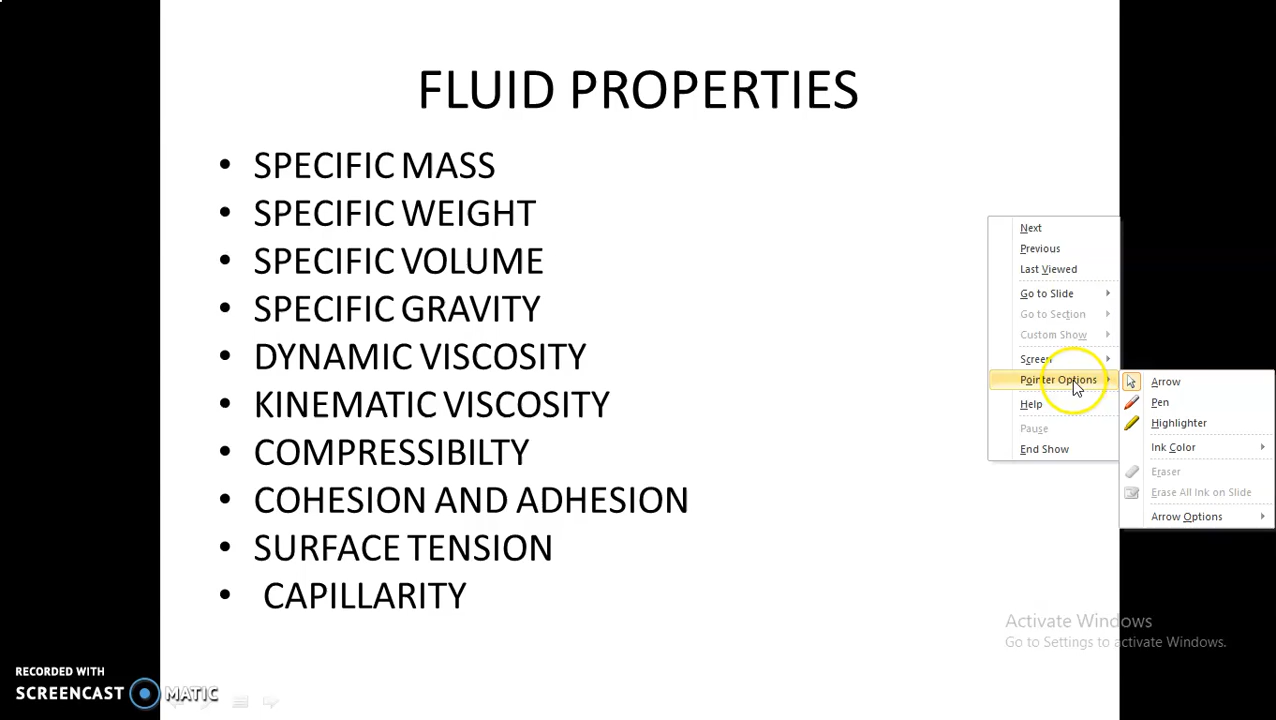 FLUID PROPERTIES
• SPECIFIC MASS
• SPECIFIC WEIGHT
• SPECIFIC VOLUME
• SPECIFIC GRAVITY
• DYNAMIC VISCOSITY
• KINEMATIC VISCOSITY
• COMPRESSIBILTY
• COHESION AND ADHESION
• SURFACE TENSION
• CAPILLARITY
Next
Previous
Last Viewed
Go to Slide
Go to Section
Custom Show
Screen
Pointer Options
Help
Pause
End Show
Arrow
Pen
Highlighter
Ink Color
Eraser
Erase All Ink on Slide
Arrow Options
Activate Windows
Go to Settings to activate Windows.
RECORDED WITH
SCREENCAST MATIC